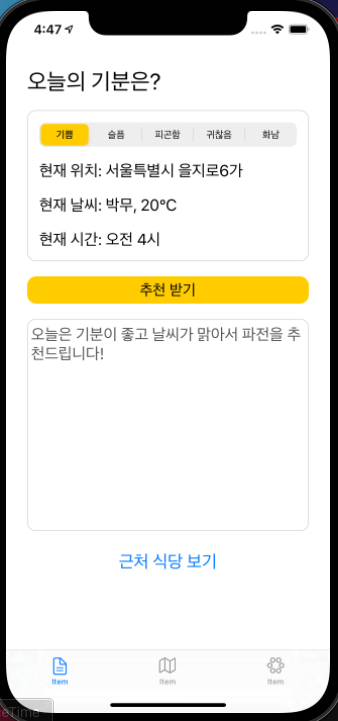 4:47
오늘의 기분은?
기쁨 슬픔 피곤함 귀찮음 화남
현재 위치: 서울특별시 을지로6가
현재 날씨: 박무, 20°C
현재 시간: 오전 4시
추천 받기
오늘은 기분이 좋고 날씨가 맑아서 파전을 추
천드립니다!
근처 식당 보기
Item Item Item